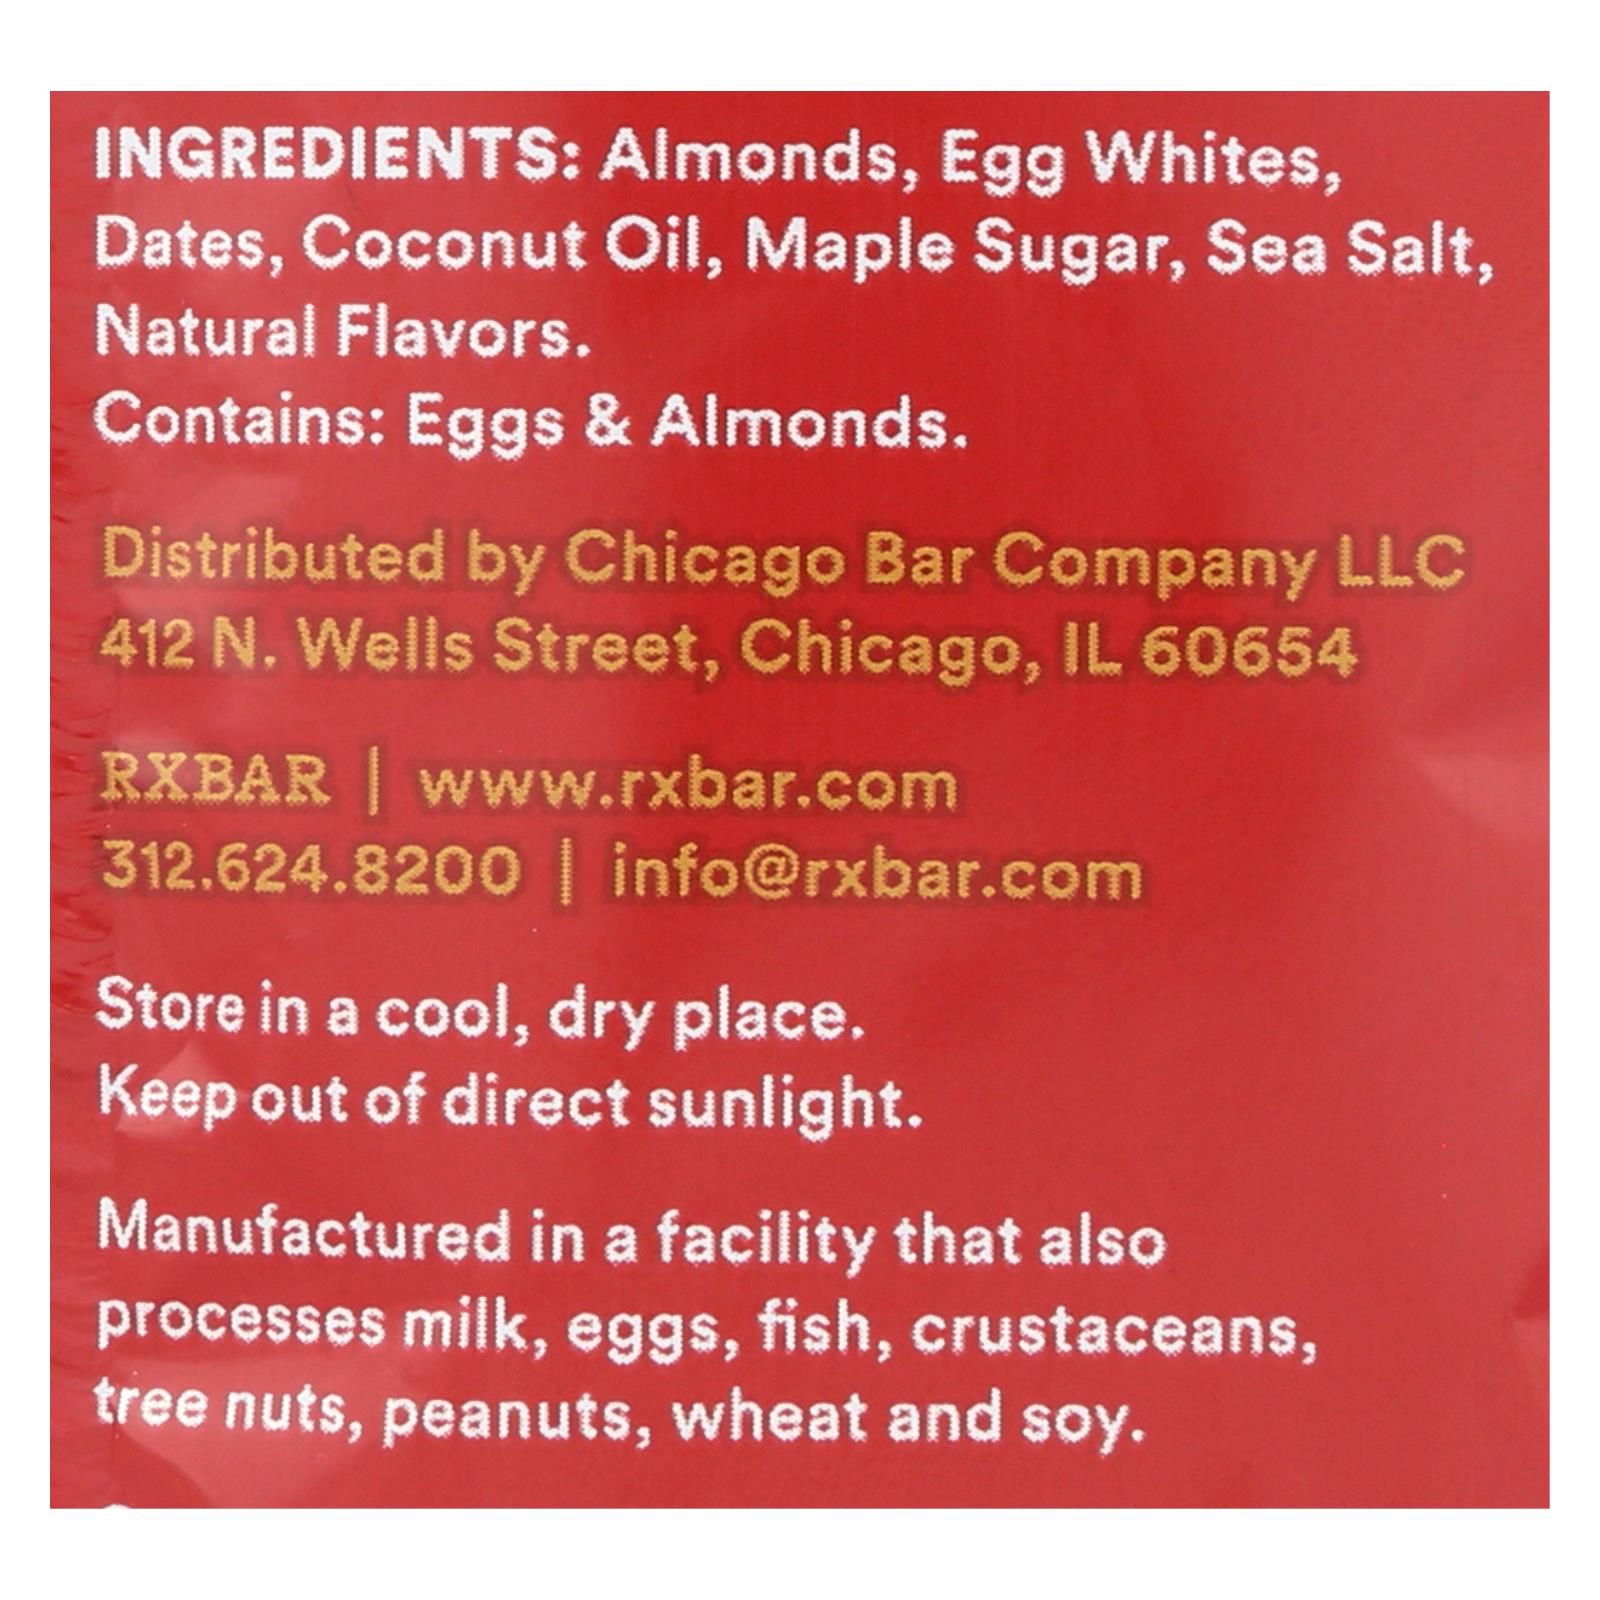 INGREDIENTS: Almonds, Egg Whites,
Dates, Coconut Oil, Maple Sugar, Sea Salt,
Natural Flavors.
Contains: Eggs & Almonds.
Distributed by Chicago Bar Company LLC
412 N. Wells Street, Chicago, IL 60654
RXBAR | www.rxbar.com
312.624.8200 | info@rxbar.com
Store in a cool, dry place.
Keep out of direct sunlight.
Manufactured in a facility that also
processes milk, eggs, fish, crustaceans,
tree nuts, peanuts, wheat and soy.